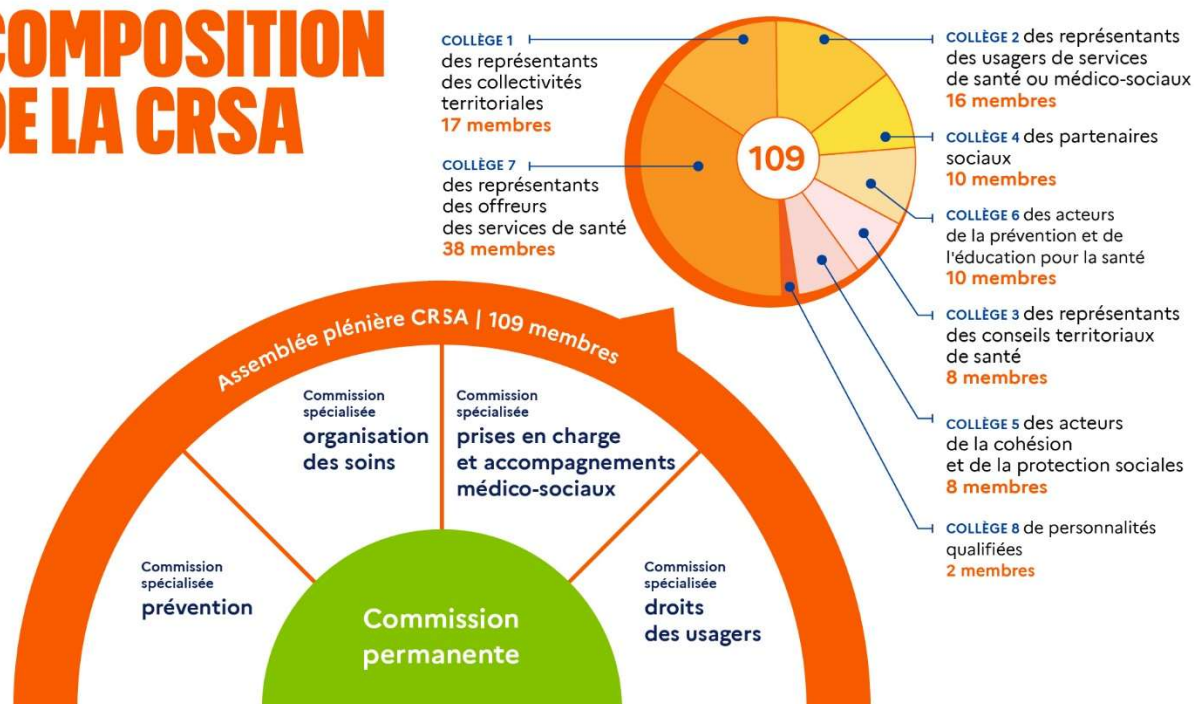 COMPOSITION
DE LA CRSA
COLLÈGE 1
des représentants
des collectivités
territoriales
17 membres
COLLÈGE 7
des représentants
des offreurs
des services de santé
38 membres
109
COLLÈGE 2 des représentants
des usagers de services
de santé ou médico-sociaux
16 membres
COLLÈGE 4 des partenaires
sociaux
10 membres
COLLÈGE 6 des acteurs
de la prévention et de
l'éducation pour la santé
10 membres
COLLÈGE 3 des représentants
des conseils territoriaux
de santé
8 membres
COLLÈGE 5 des acteurs
de la cohésion
et de la protection sociales
8 membres
COLLÈGE 8 de personnalités
qualifiées
2 membres
Assemblée plénière CRSA | 109 membres
Commission
spécialisée
prévention
Commission
spécialisée
organisation
des soins
Commission
spécialisée
prises en charge
et accompagnements
médico-sociaux
Commission
spécialisée
droits
des usagers
Commission
permanente